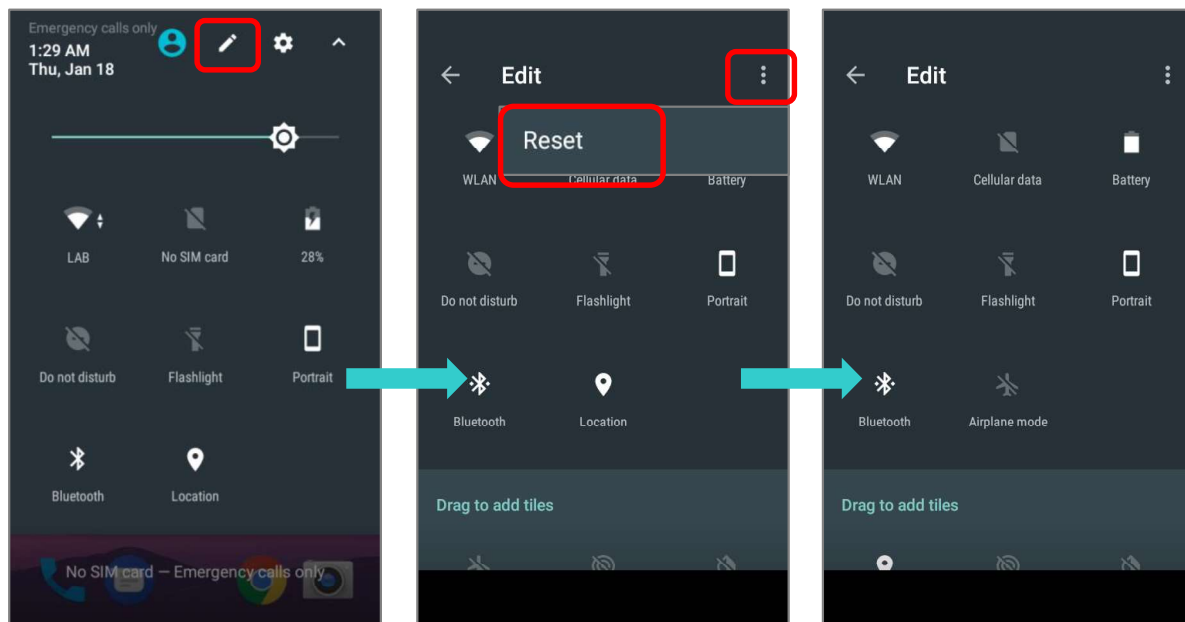 Emergency calls only
1:29 AM
Thu, Jan 18
LAB
No SIM card
28%
Do not disturb
Flashlight
Portrait
Bluetooth
Location
No SIM card — Emergency calls only
Edit
Reset
WLAN
Cellular data
Battery
Do not disturb
Flashlight
Portrait
Bluetooth
Location
Drag to add tiles
Edit
WLAN
Cellular data
Battery
Do not disturb
Flashlight
Portrait
Bluetooth
Airplane mode
Drag to add tiles